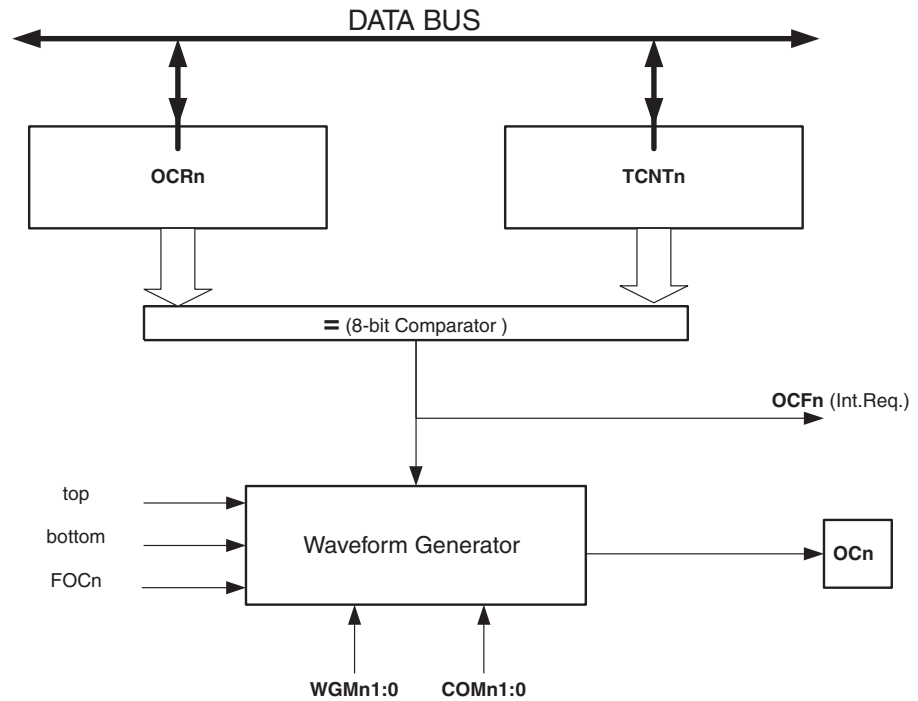 DATA BUS
OCRn
TCNTn
= (8-bit Comparator )
OCFn (Int.Req.)
top
bottom
FOCn
Waveform Generator
OCn
WGMn1:0
COMn1:0